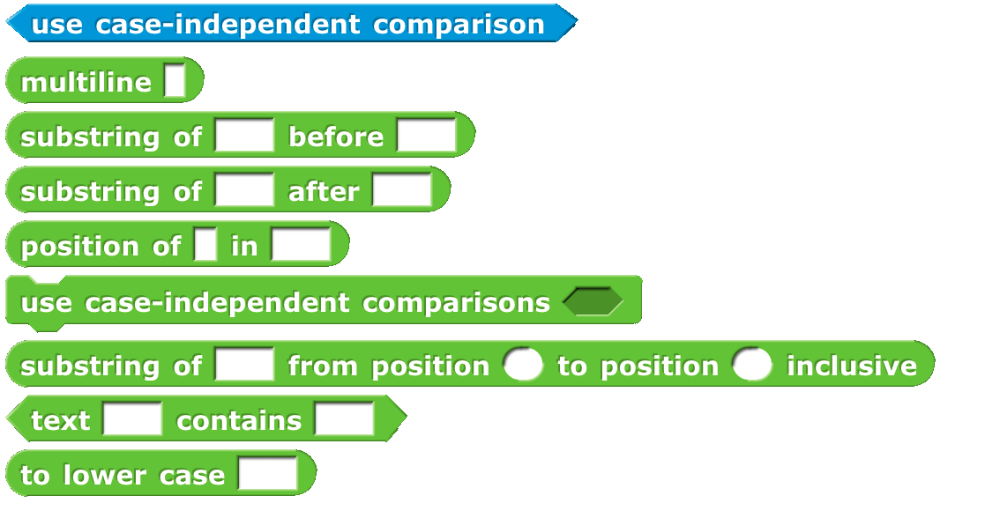 use case-independent comparison
multiline
substring of before
substring of after
position of in
use case-independent comparisons
substring of from position to position inclusive
text contains
to lower case